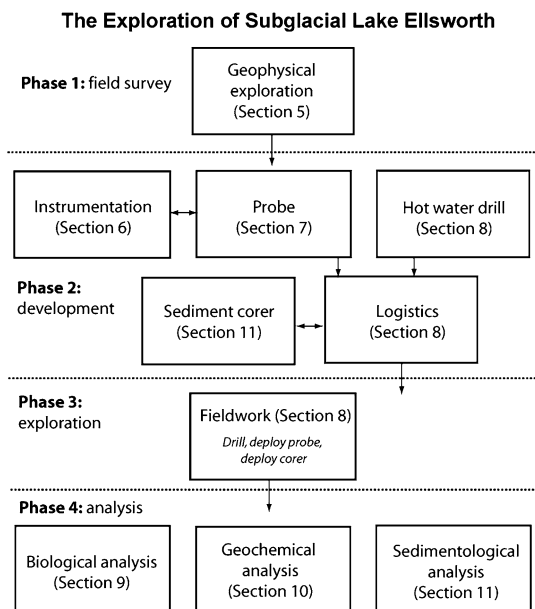 The Exploration of Subglacial Lake Ellsworth
Phase 1: field survey
Geophysical
exploration
(Section 5)
Instrumentation
(Section 6)
Probe
(Section 7)
Hot water drill
(Section 8)
Phase 2:
development
Sediment corer
(Section 11)
Logistics
(Section 8)
Phase 3:
exploration
Fieldwork (Section 8)
Drill, deploy probe,
deploy corer
Phase 4: analysis
Biological analysis
(Section 9)
Geochemical
analysis
(Section 10)
Sedimentological
analysis
(Section 11)